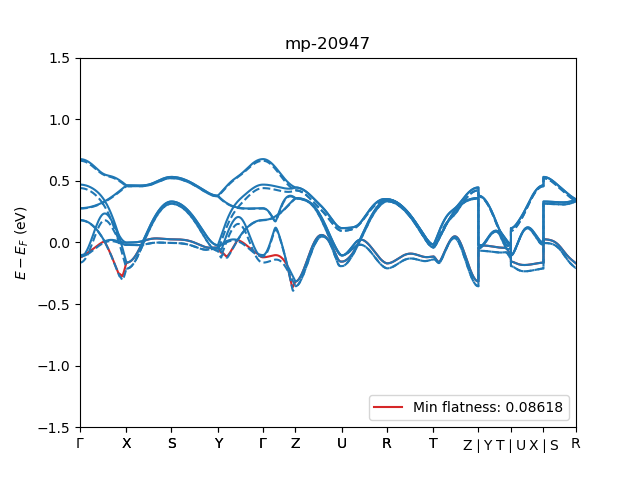 mp-20947
1.5
1.0
0.5
0.0
−0.5
−1.0
−1.5
E − E_F (eV)
Min flatness: 0.08618
Γ X S Y Γ Z U R T Z | Y T | U X | S R